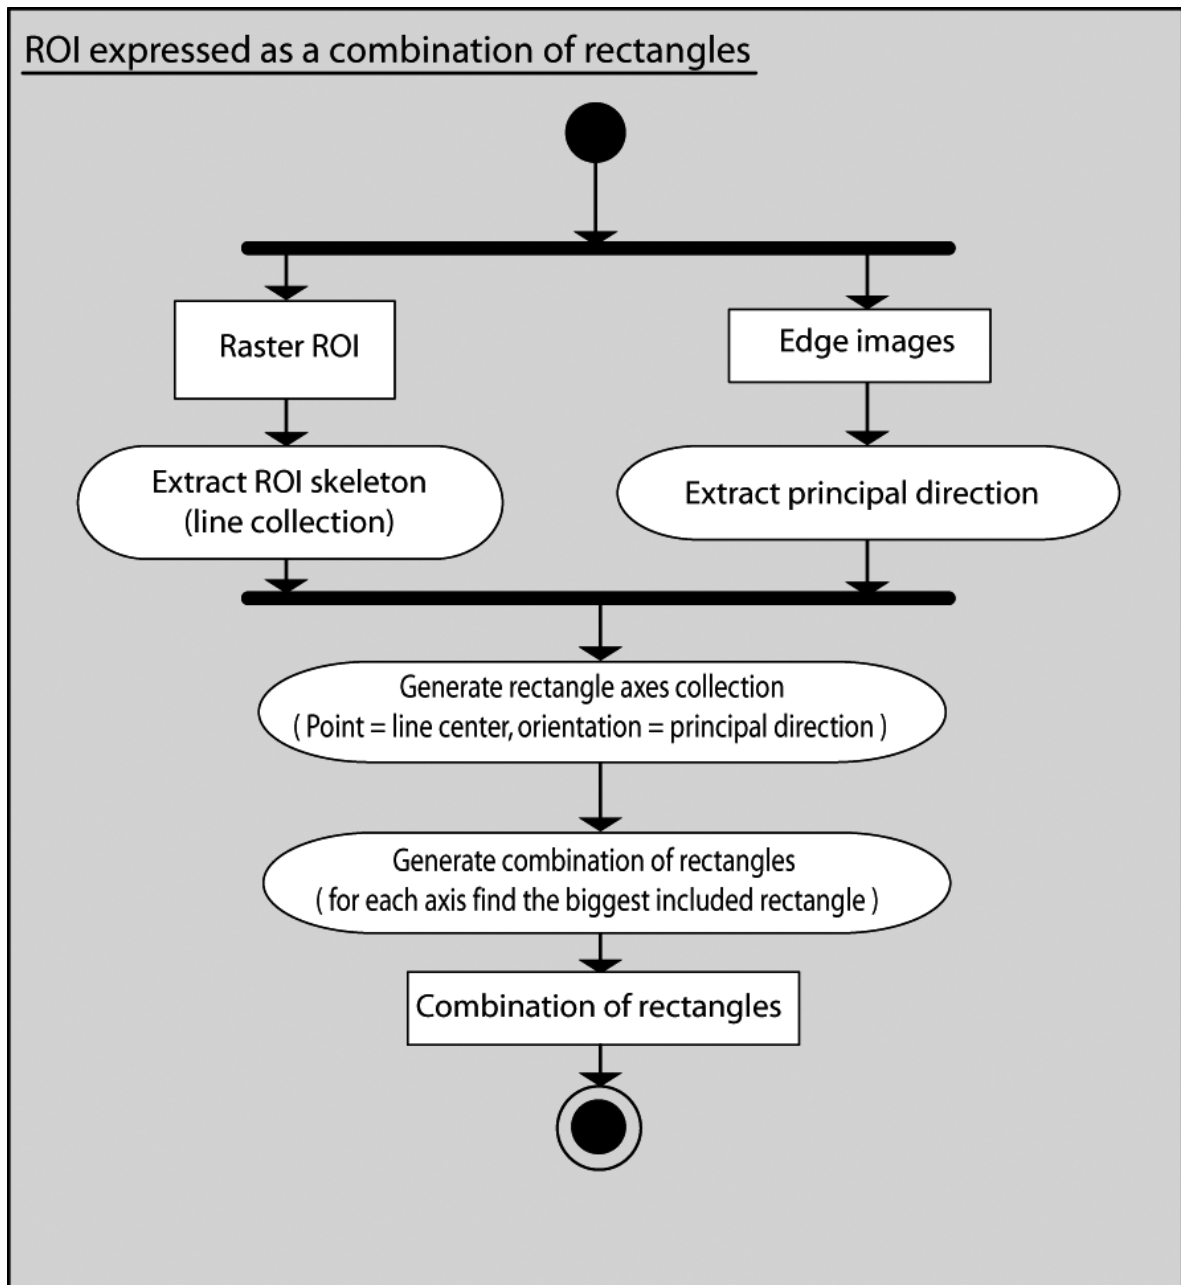 ROI expressed as a combination of rectangles
Raster ROI
Edge images
Extract ROI skeleton
(line collection)
Extract principal direction
Generate rectangle axes collection
( Point = line center, orientation = principal direction )
Generate combination of rectangles
( for each axis find the biggest included rectangle )
Combination of rectangles